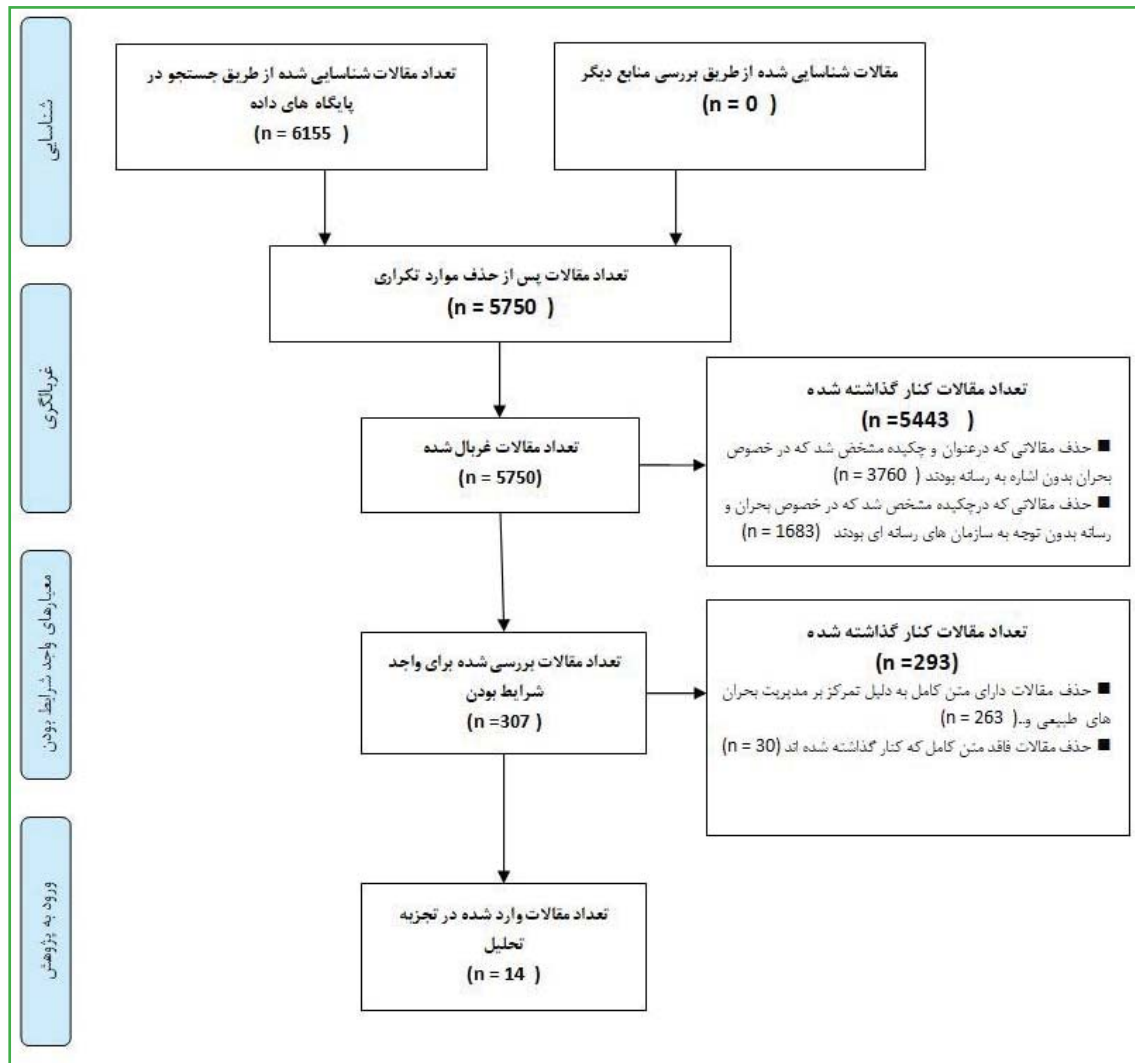 شناسایی
مقالات شناسایی شده از طریق بررسی منابع دیگر
(n = 0 )
تعداد مقالات شناسایی شده از طریق جستجو در
پایگاه های داده
(n = 6155 )
تعداد مقالات پس از حذف موارد تکراری
(n = 5750 )
غربالگری
تعداد مقالات غربال شده
(n = 5750)
تعداد مقالات کنار گذاشته شده
(n =5443 )
■ حذف مقالاتی که درعنوان و چکیده مشخص شد که در خصوص
بحران بدون اشاره به رسانه بودند ( n = 3760)
■ حذف مقالاتی که درچکیده مشخص شد که در خصوص بحران و
رسانه بدون توجه به سازمان های رسانه ای بودند (n = 1683)
معیارهای واجد شرایط بودن
تعداد مقالات بررسی شده برای واجد
شرایط بودن
(n =307 )
تعداد مقالات کنار گذاشته شده
(n =293)
■ حذف مقالات دارای متن کامل به دلیل تمرکز بر مدیریت بحران
های طبیعی و..( n = 263)
■ حذف مقالات فاقد متن کامل که کنار گذاشته شده اند (n = 30)
ورود به پژوهش
تعداد مقالات وارد شده در تجزیه
تحلیل
(n = 14 )